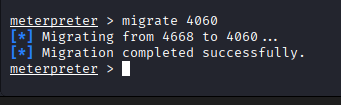 meterpreter > migrate 4060
[*] Migrating from 4668 to 4060...
[*] Migration completed successfully.
meterpreter >